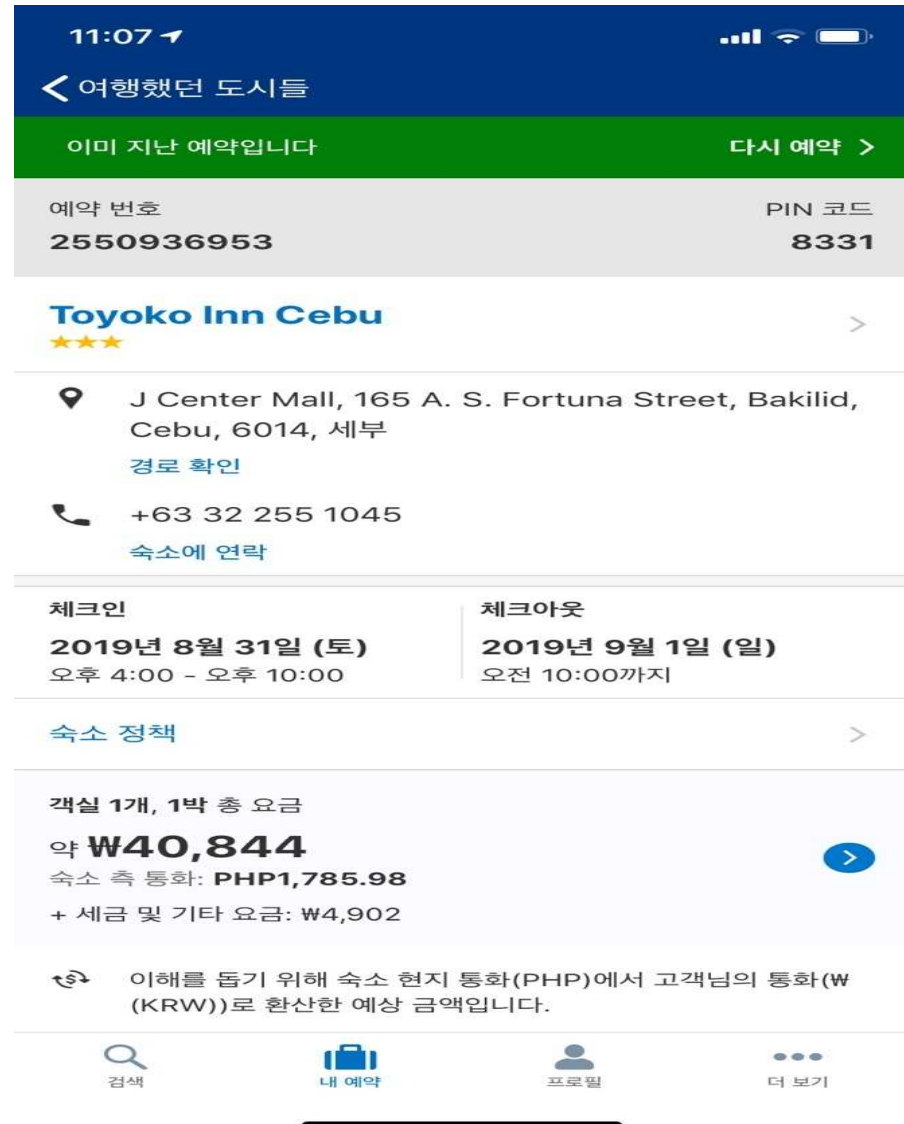 11:07
여행했던 도시들
이미 지난 예약입니다 다시 예약 >
예약 번호 PIN 코드
2550936953 8331
Toyoko Inn Cebu
J Center Mall, 165 A. S. Fortuna Street, Bakilid,
Cebu, 6014, 세부
경로 확인
+63 32 255 1045
숙소에 연락
체크인 체크아웃
2019년 8월 31일 (토) 2019년 9월 1일 (일)
오후 4:00 - 오후 10:00 오전 10:00까지
숙소 정책
객실 1개, 1박 총 요금
약 ₩40,844
숙소 측 통화: PHP1,785.98
+ 세금 및 기타 요금: ₩4,902
이해를 돕기 위해 숙소 현지 통화(PHP)에서 고객님의 통화(₩
(KRW))로 환산한 예상 금액입니다.
검색 내 예약 프로필 더 보기